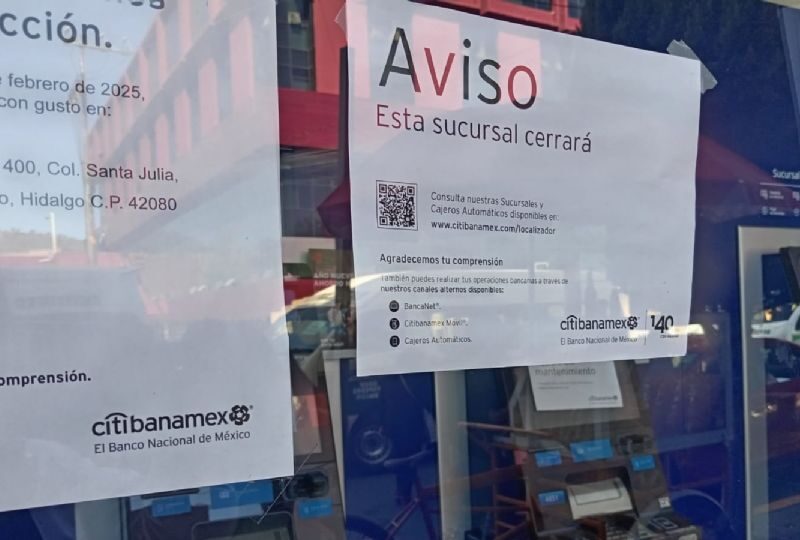 cción.
e febrero de 2025,
con gusto en:
400, Col. Santa Julia,
o, Hidalgo C.P. 42080
omprensión.
citibanamex
El Banco Nacional de México
Aviso
Esta sucursal cerrará
Consulta nuestras Sucursales y
Cajeros Automáticos disponibles en:
www.citibanamex.com/localizador
Agradecemos tu comprensión
También puedes realizar tus operaciones bancarias a través de
nuestros canales alternos disponibles:
BancaNet®.
Citibanamex Móvil®.
Cajeros Automáticos.
citibanamex
El Banco Nacional de México
140
mantenimiento
Sucursal